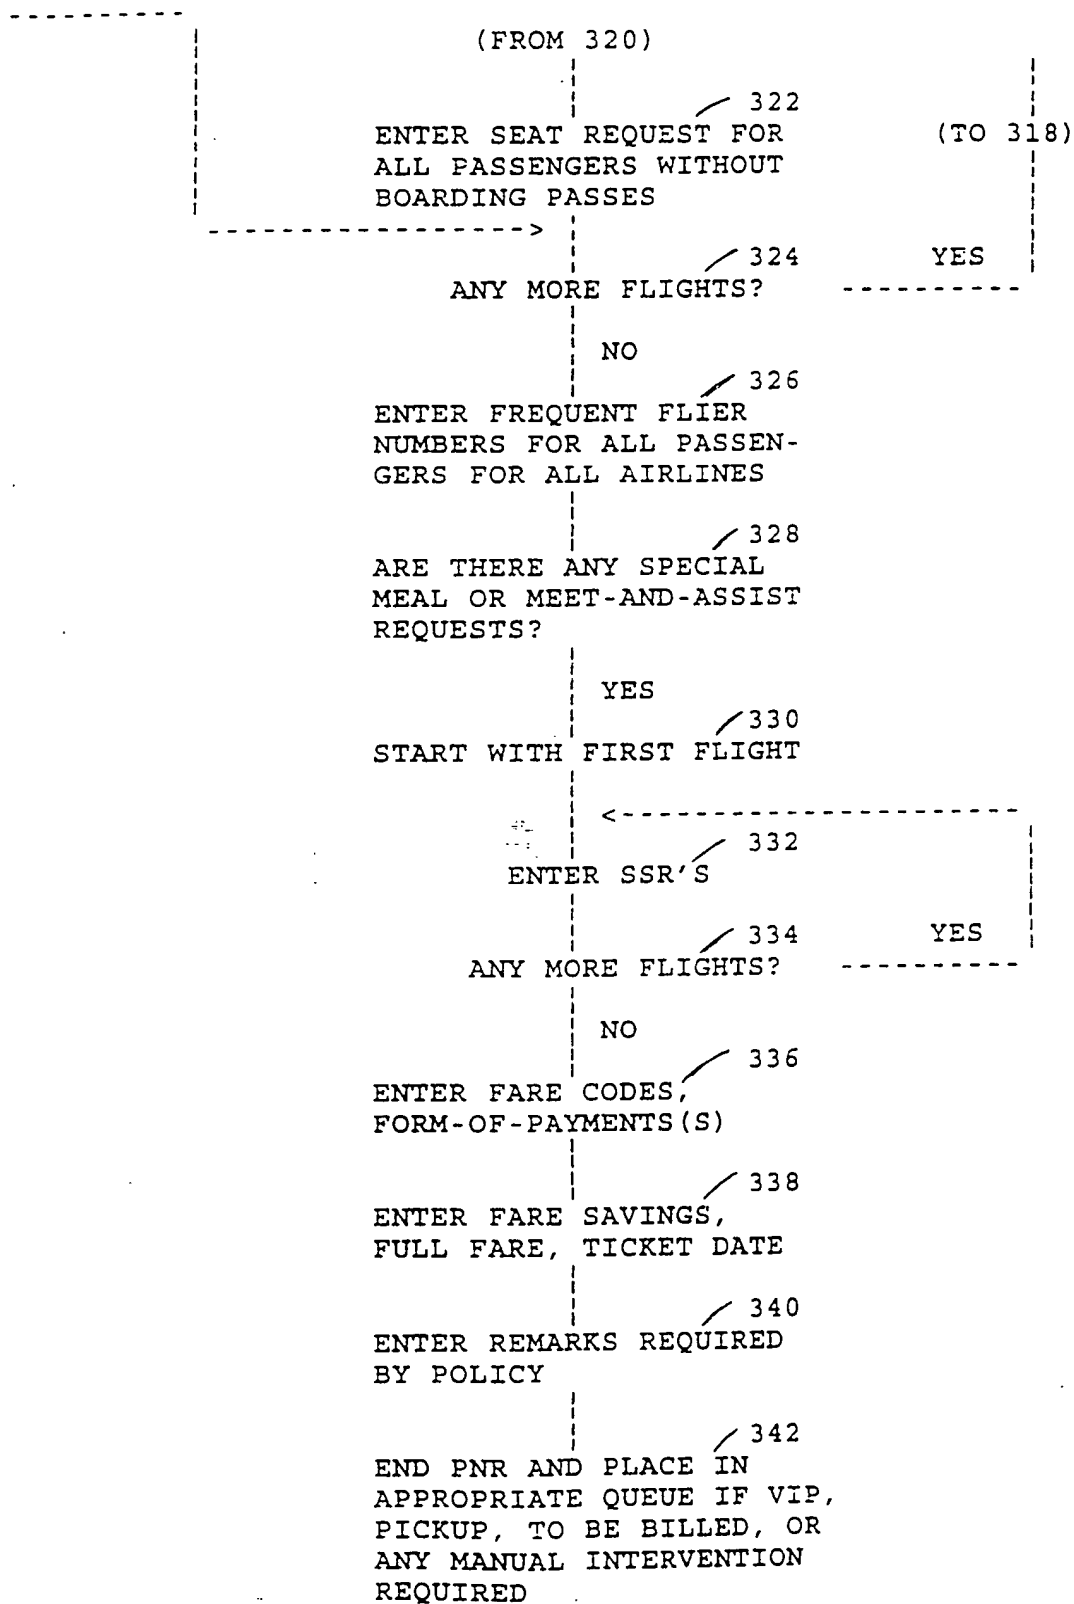 (FROM 320)
322
ENTER SEAT REQUEST FOR (TO 318)
ALL PASSENGERS WITHOUT
BOARDING PASSES
324 YES
ANY MORE FLIGHTS?
NO
326
ENTER FREQUENT FLIER
NUMBERS FOR ALL PASSEN-
GERS FOR ALL AIRLINES
328
ARE THERE ANY SPECIAL
MEAL OR MEET-AND-ASSIST
REQUESTS?
YES
330
START WITH FIRST FLIGHT
332
ENTER SSR'S
334 YES
ANY MORE FLIGHTS?
NO
336
ENTER FARE CODES,
FORM-OF-PAYMENTS(S)
338
ENTER FARE SAVINGS,
FULL FARE, TICKET DATE
340
ENTER REMARKS REQUIRED
BY POLICY
342
END PNR AND PLACE IN
APPROPRIATE QUEUE IF VIP,
PICKUP, TO BE BILLED, OR
ANY MANUAL INTERVENTION
REQUIRED